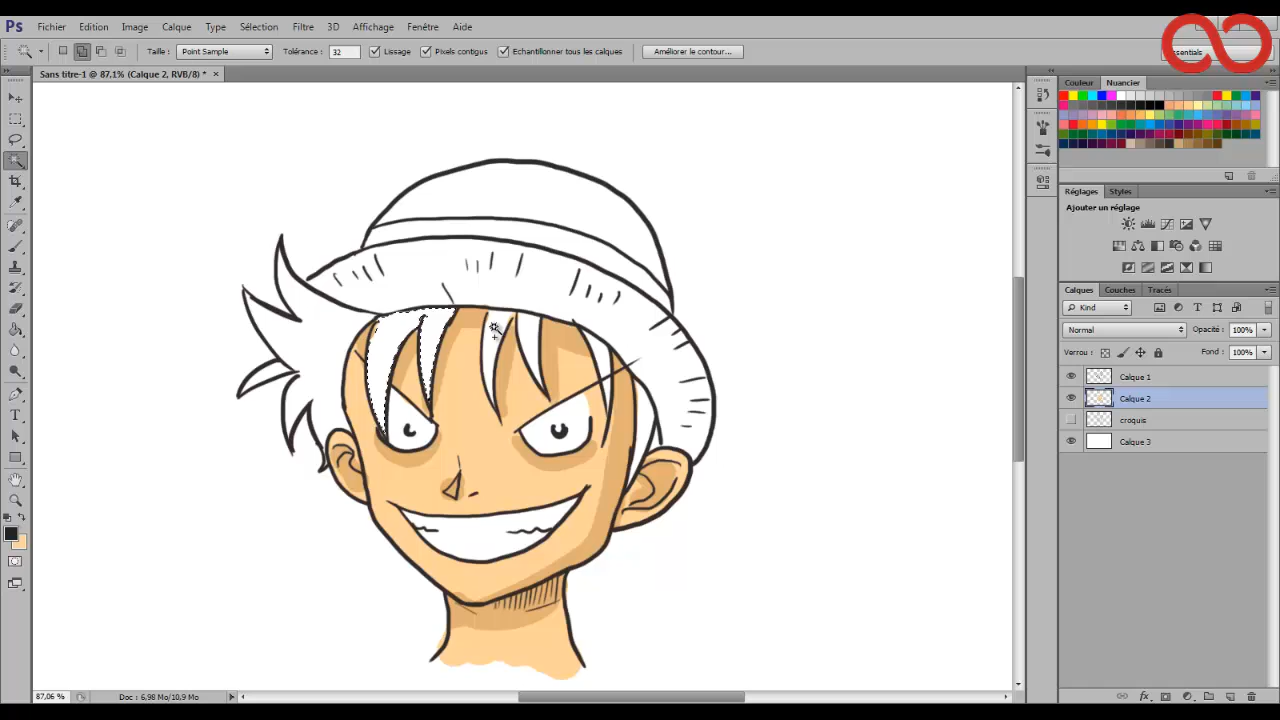 Ps Fichier Edition Image Calque Type Sélection Filtre 3D Affichage Fenêtre Aide
Taille : Point Sample Tolérance : 32 Lissage Pixels contigus Echantillonner tous les calques Améliorer le contour... Essentials
Sans titre-1 @ 87,1% (Calque 2, RVB/8) * ×
Couleur Nuancier
Réglages Styles
Ajouter un réglage
Calques Couches Tracés
Kind
Normal Opacité : 100%
Verrou : Fond : 100%
Calque 1
Calque 2
croquis
Calque 3
87,06 % Doc : 6,98 Mo/10,9 Mo
fx